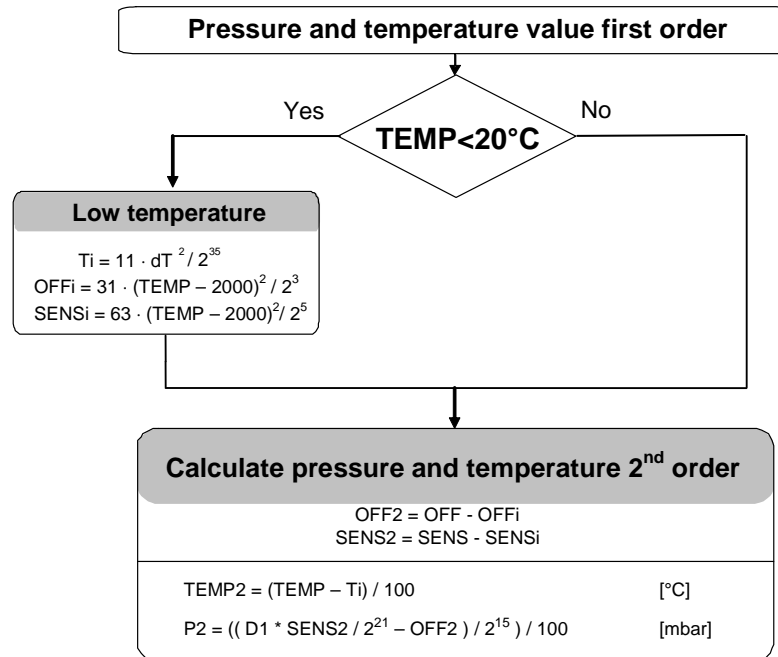 Pressure and temperature value first order
Yes
No
TEMP<20°C
Low temperature
Ti = 11 · dT ² / 2³⁵
OFFi = 31 · (TEMP – 2000)² / 2³
SENSi = 63 · (TEMP – 2000)² / 2⁵
Calculate pressure and temperature 2ⁿᵈ order
OFF2 = OFF - OFFi
SENS2 = SENS - SENSi
TEMP2 = (TEMP – Ti) / 100 [°C]
P2 = (( D1 * SENS2 / 2²¹ – OFF2 ) / 2¹⁵ ) / 100 [mbar]